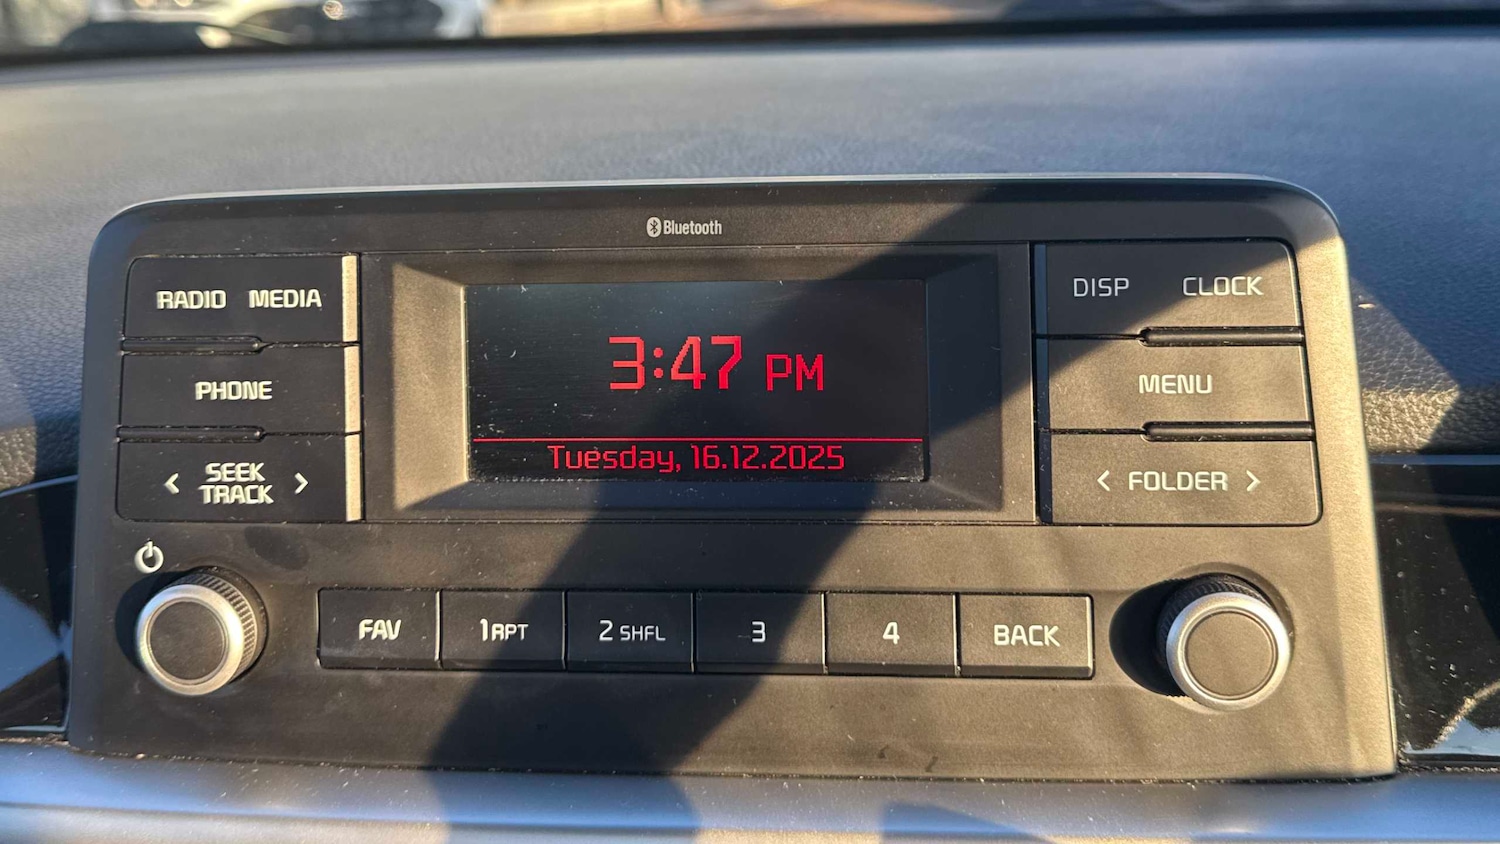 Bluetooth
RADIO MEDIA
PHONE
< SEEK TRACK >
3:47 PM
Tuesday, 16.12.2025
DISP CLOCK
MENU
< FOLDER >
FAV 1 RPT 2 SHFL 3 4 BACK